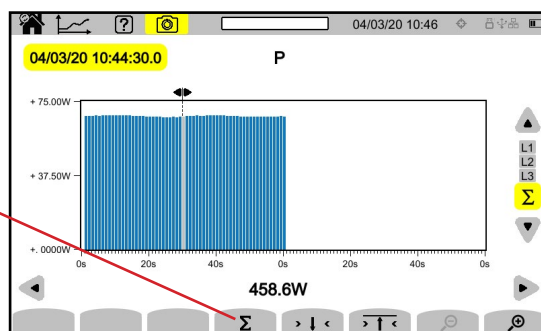 ?
04/03/20 10:46
04/03/20 10:44:30.0
P
+ 75.00W
+ 37.50W
+. 0000W
0s 20s 40s 0s 20s 40s 0s
L1
L2
L3
Σ
458.6W
Σ